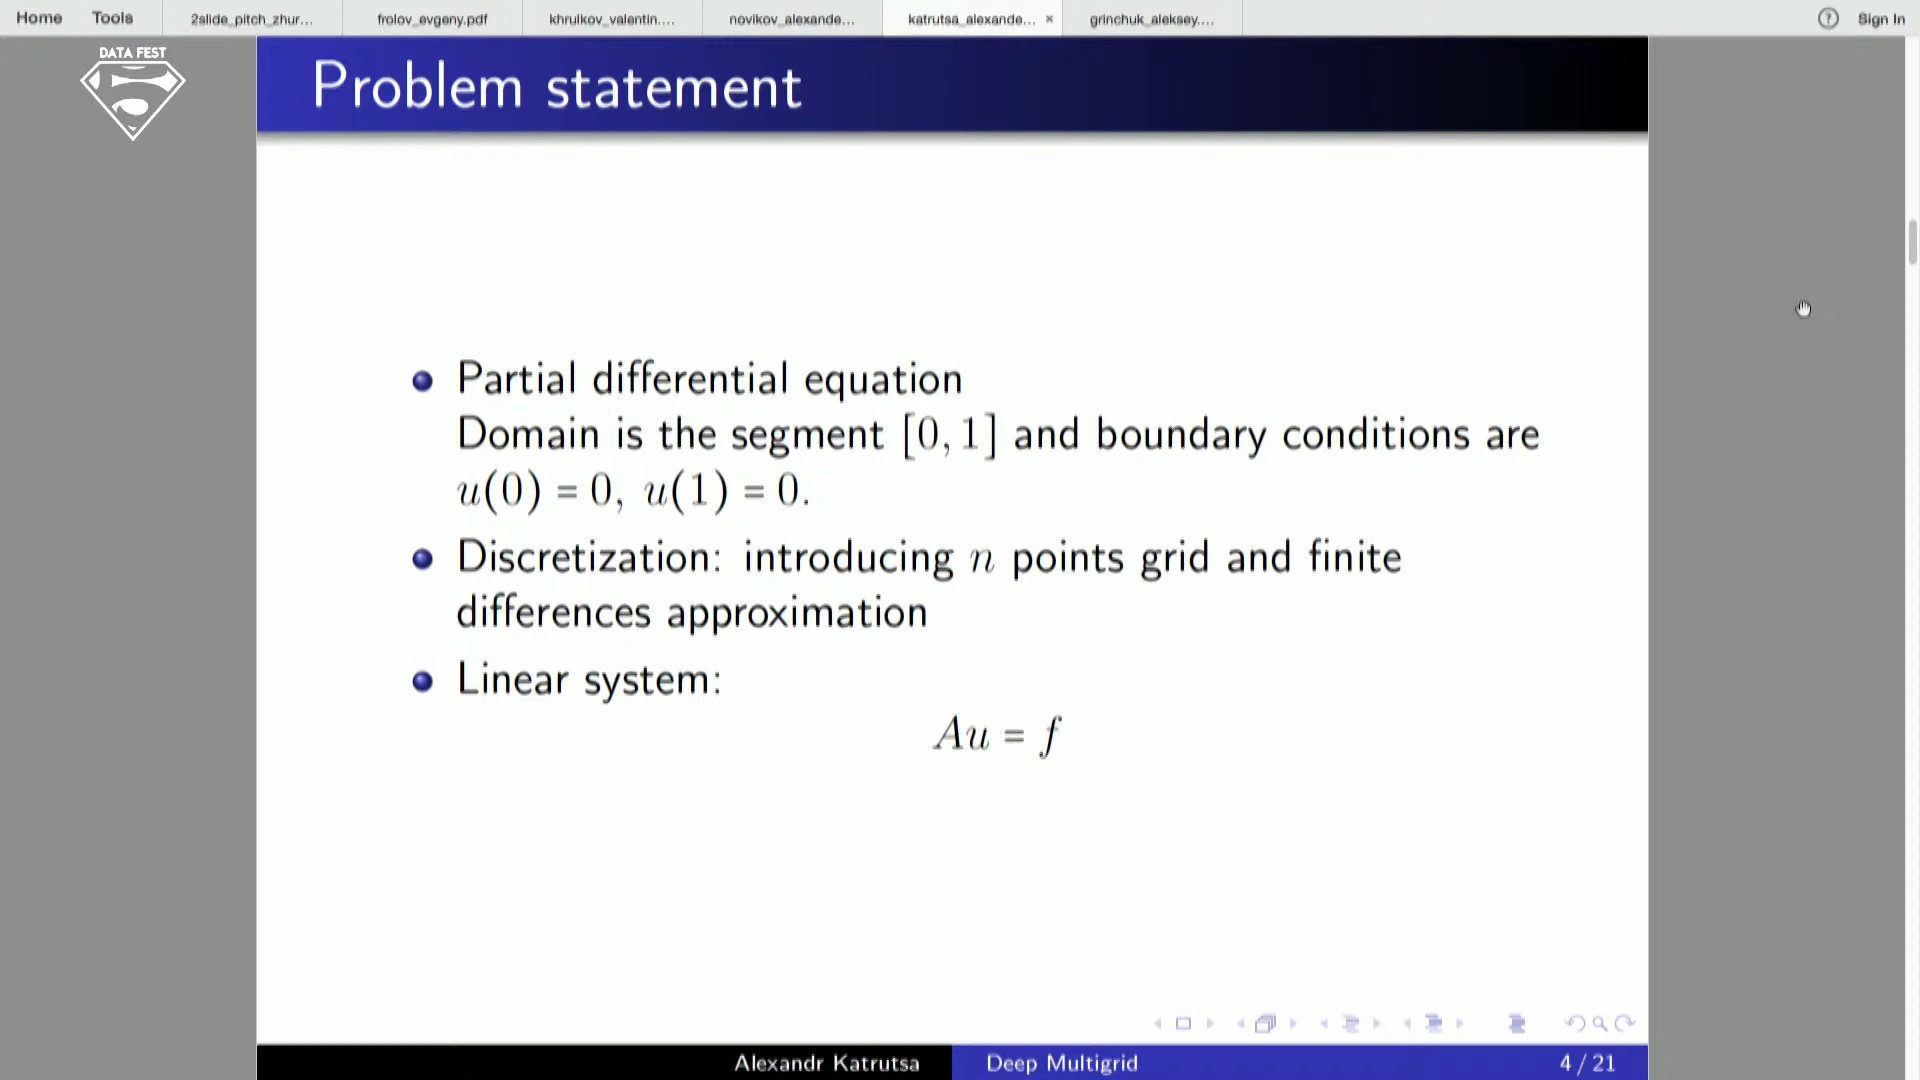 Home Tools 2slide_pitch_zhur... frolov_evgeny.pdf khrulkov_valentin.... novikov_alexande... katrutsa_alexande... × grinchuk_aleksey.... ? Sign In
DATA FEST
Problem statement
Partial differential equation
Domain is the segment [0, 1] and boundary conditions are
u(0) = 0, u(1) = 0.
Discretization: introducing n points grid and finite
differences approximation
Linear system:
Au = f
Alexandr Katrutsa Deep Multigrid 4 / 21